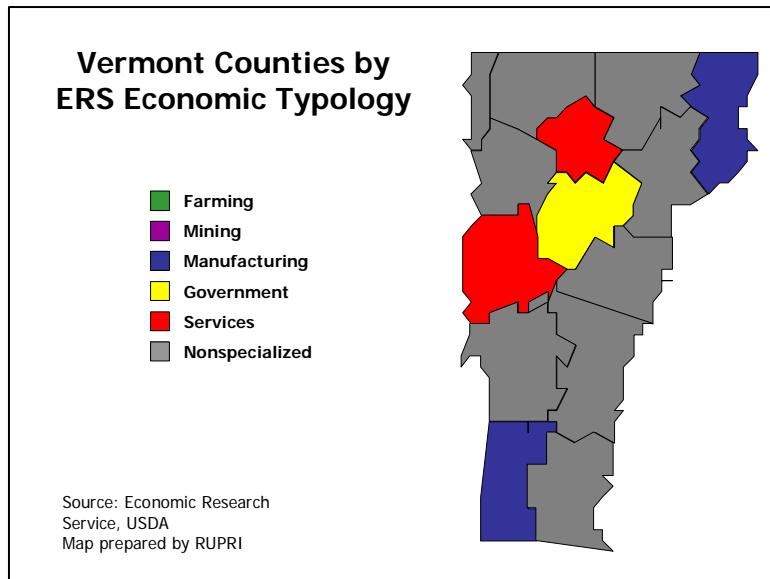 Vermont Counties by
ERS Economic Typology
Farming
Mining
Manufacturing
Government
Services
Nonspecialized
Source: Economic Research
Service, USDA
Map prepared by RUPRI